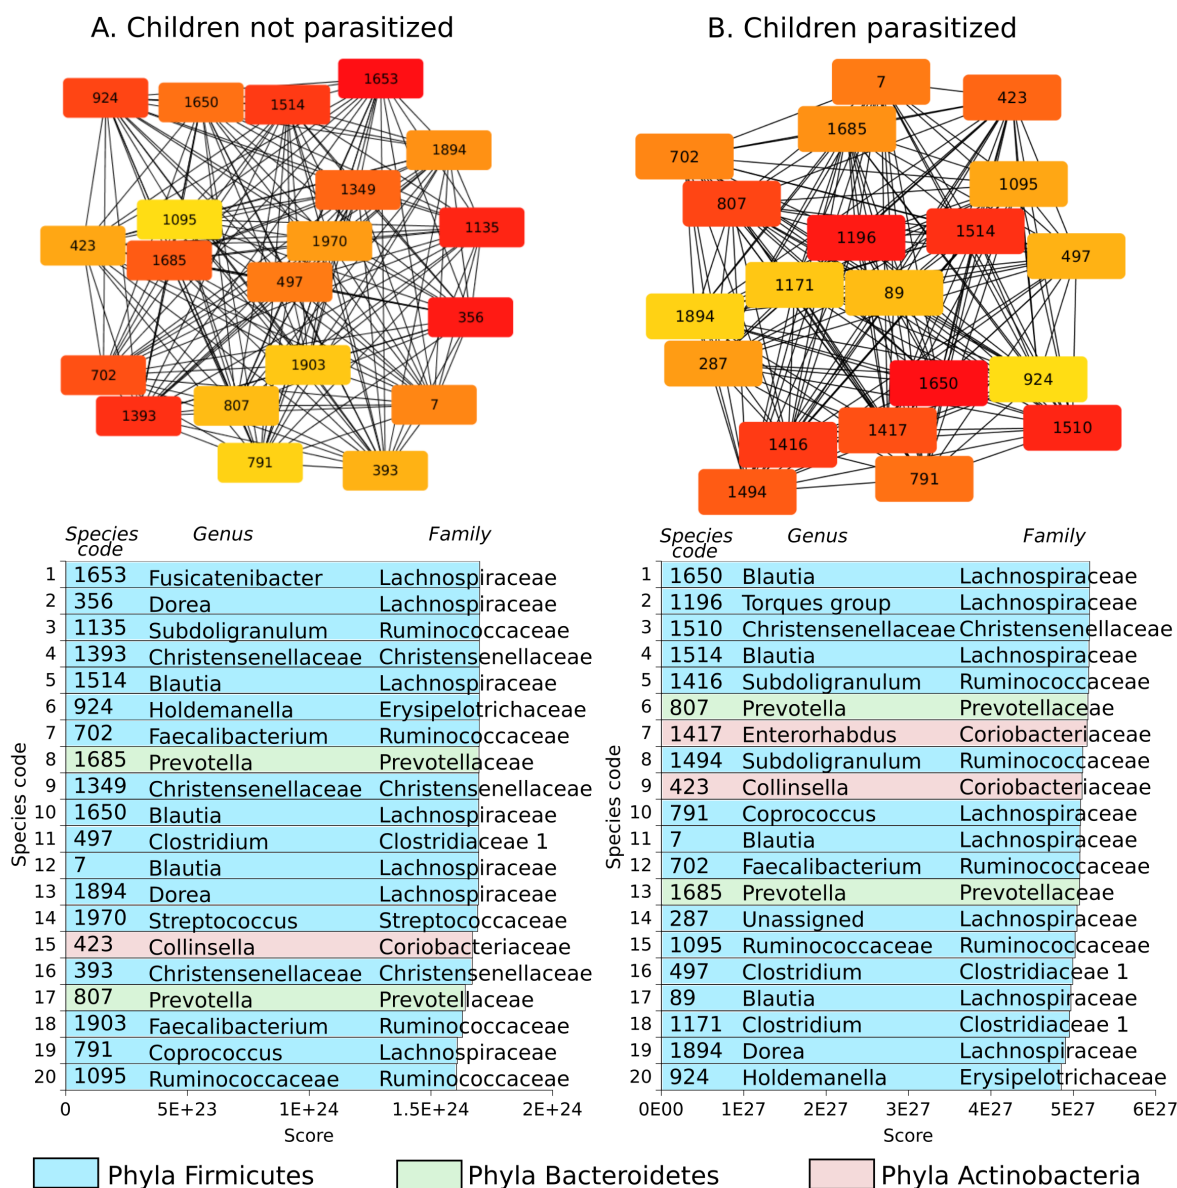 A. Children not parasitized
B. Children parasitized
1653
924
1650
1514
1894
1349
1135
1095
1970
423
1685
497
356
1903
702
807
7
1393
791
393
7
423
1685
702
1095
807
1196
1514
497
1171
89
1894
287
1650
924
1510
1417
1416
791
1494
Species code Genus Family
1 1653 Fusicatenibacter Lachnospiraceae
2 356 Dorea Lachnospiraceae
3 1135 Subdoligranulum Ruminococcaceae
4 1393 Christensenellaceae Christensenellaceae
5 1514 Blautia Lachnospiraceae
6 924 Holdemanella Erysipelotrichaceae
7 702 Faecalibacterium Ruminococcaceae
8 1685 Prevotella Prevotellaceae
9 1349 Christensenellaceae Christensenellaceae
10 1650 Blautia Lachnospiraceae
11 497 Clostridium Clostridiaceae 1
12 7 Blautia Lachnospiraceae
13 1894 Dorea Lachnospiraceae
14 1970 Streptococcus Streptococcaceae
15 423 Collinsella Coriobacteriaceae
16 393 Christensenellaceae Christensenellaceae
17 807 Prevotella Prevotellaceae
18 1903 Faecalibacterium Ruminococcaceae
19 791 Coprococcus Lachnospiraceae
20 1095 Ruminococcaceae Ruminococcaceae
Species code
0 5E+23 1E+24 1.5E+24 2E+24
Score
Species code Genus Family
1 1650 Blautia Lachnospiraceae
2 1196 Torques group Lachnospiraceae
3 1510 Christensenellaceae Christensenellaceae
4 1514 Blautia Lachnospiraceae
5 1416 Subdoligranulum Ruminococcaceae
6 807 Prevotella Prevotellaceae
7 1417 Enterorhabdus Coriobacteriaceae
8 1494 Subdoligranulum Ruminococcaceae
9 423 Collinsella Coriobacteriaceae
10 791 Coprococcus Lachnospiraceae
11 7 Blautia Lachnospiraceae
12 702 Faecalibacterium Ruminococcaceae
13 1685 Prevotella Prevotellaceae
14 287 Unassigned Lachnospiraceae
15 1095 Ruminococcaceae Ruminococcaceae
16 497 Clostridium Clostridiaceae 1
17 89 Blautia Lachnospiraceae
18 1171 Clostridium Clostridiaceae 1
19 1894 Dorea Lachnospiraceae
20 924 Holdemanella Erysipelotrichaceae
Species code
0E00 1E27 2E27 3E27 4E27 5E27 6E27
Score
Phyla Firmicutes
Phyla Bacteroidetes
Phyla Actinobacteria